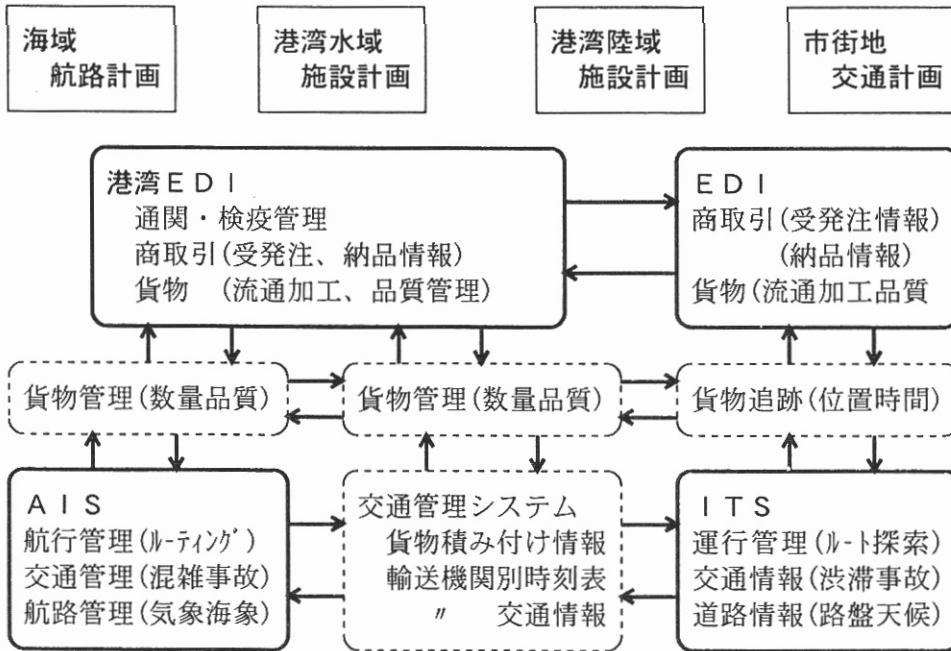 海域
航路計画
港湾水域
施設計画
港湾陸域
施設計画
市街地
交通計画
港湾ＥＤＩ
通関・検疫管理
商取引(受発注、納品情報)
貨物 (流通加工、品質管理)
ＥＤＩ
商取引(受発注情報)
(納品情報)
貨物(流通加工品質
貨物管理(数量品質)
貨物管理(数量品質)
貨物追跡(位置時間)
ＡＩＳ
航行管理(ﾙｰﾃｨﾝｸﾞ)
交通管理(混雑事故)
航路管理(気象海象)
交通管理システム
貨物積み付け情報
輸送機関別時刻表
〃 交通情報
ＩＴＳ
運行管理(ﾙｰﾄ探索)
交通情報(渋滞事故)
道路情報(路盤天候)